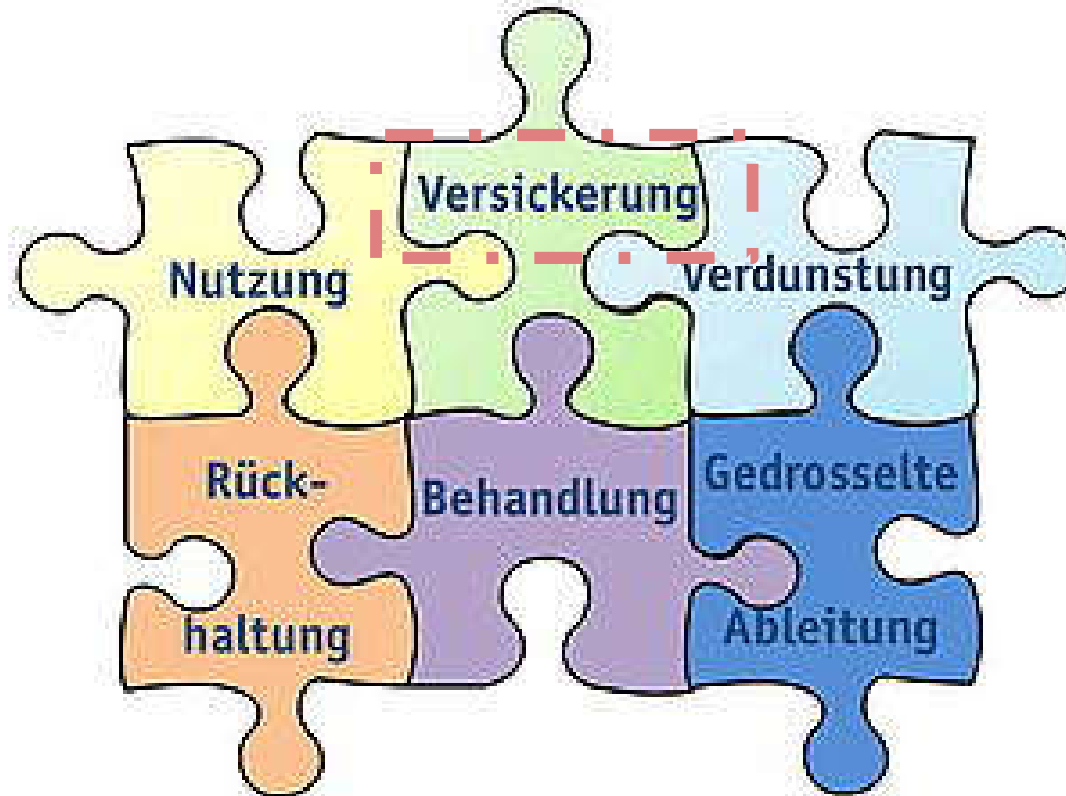 Versickerung
Nutzung
Verdunstung
Rück-
haltung
Behandlung
Gedrosselte
Ableitung